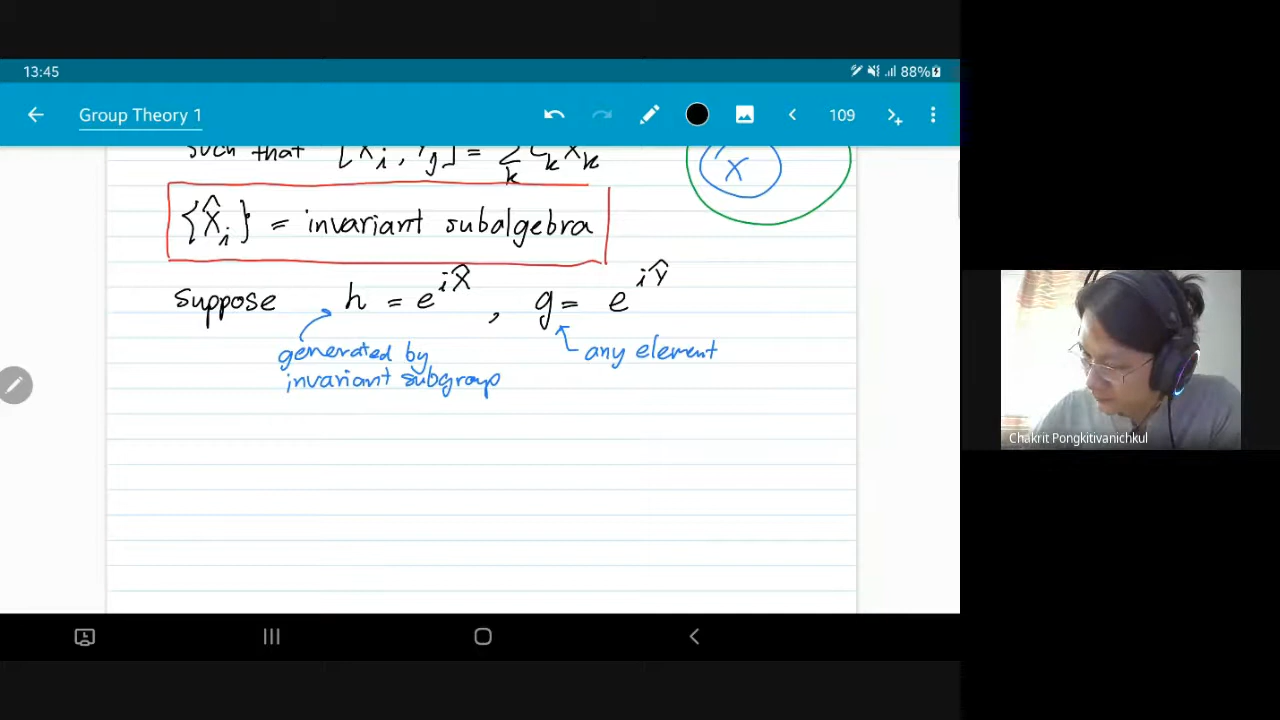 13:45
88%
Group Theory 1
109
such that [X̂i, Ŷj] = Σk Ck X̂k
X
{X̂i} = invariant subalgebra
suppose h = e^{iX̂}, g = e^{iŶ}
generated by
invariant subgroup
any element
Chakrit Pongkitivanichkul